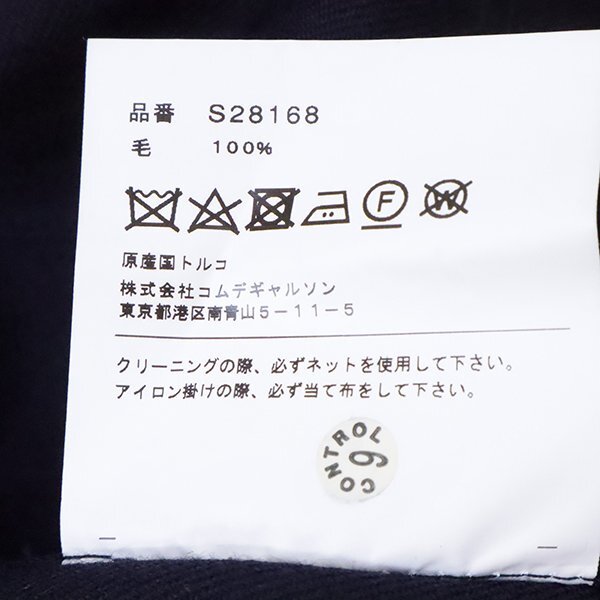 品番 S28168
毛 100%
F W
原産国トルコ
株式会社コムデギャルソン
東京都港区南青山5-11-5
クリーニングの際、必ずネットを使用して下さい。
アイロン掛けの際、必ず当て布をして下さい。
CONTROL
9